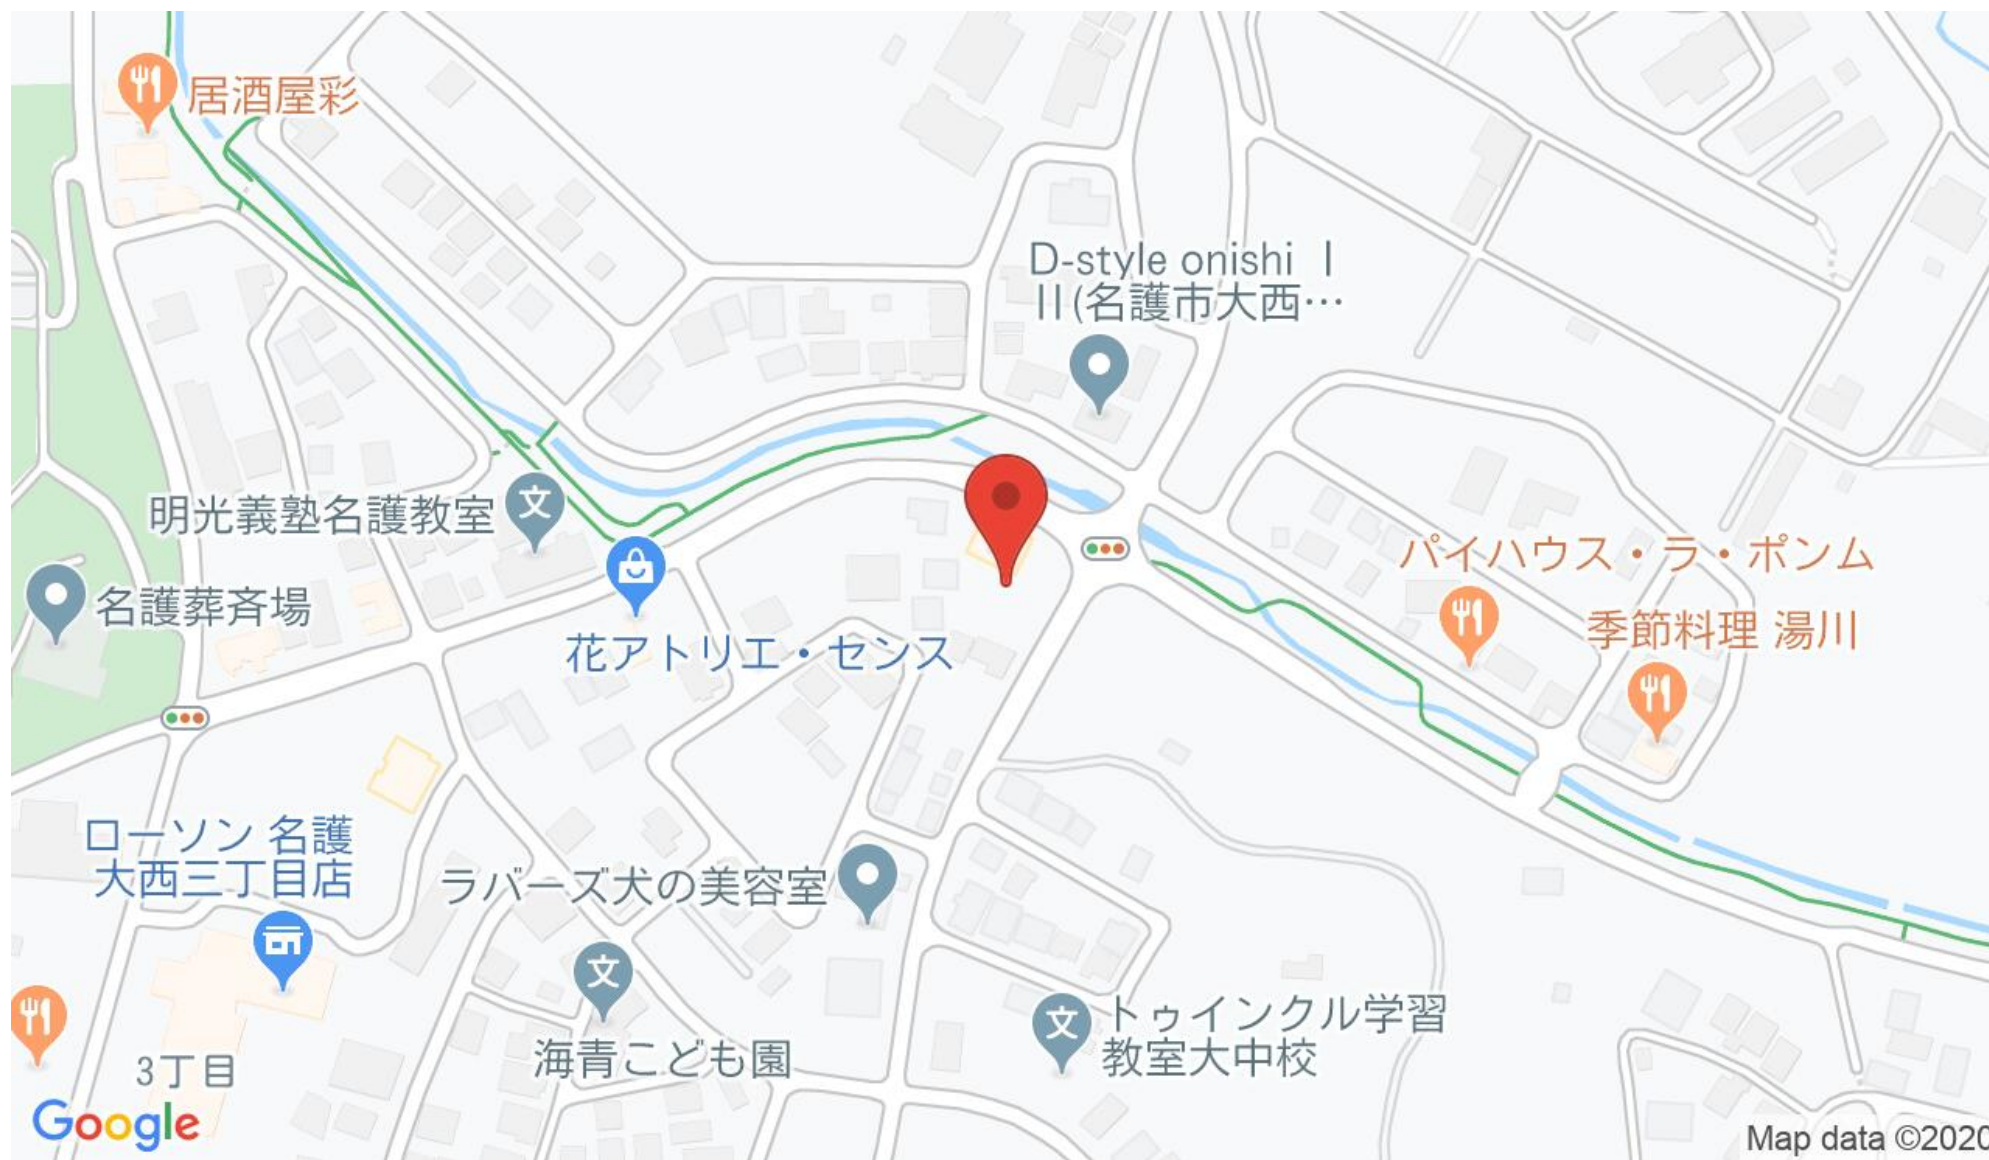 居酒屋彩
D-style onishi Ⅰ
Ⅱ(名護市大西…
明光義塾名護教室
文
パイハウス・ラ・ポンム
名護葬斉場
季節料理 湯川
花アトリエ・センス
ローソン 名護
大西三丁目店
ラバーズ犬の美容室
文
海青こども園
文
トゥインクル学習
教室大中校
3丁目
Google
Map data ©2020